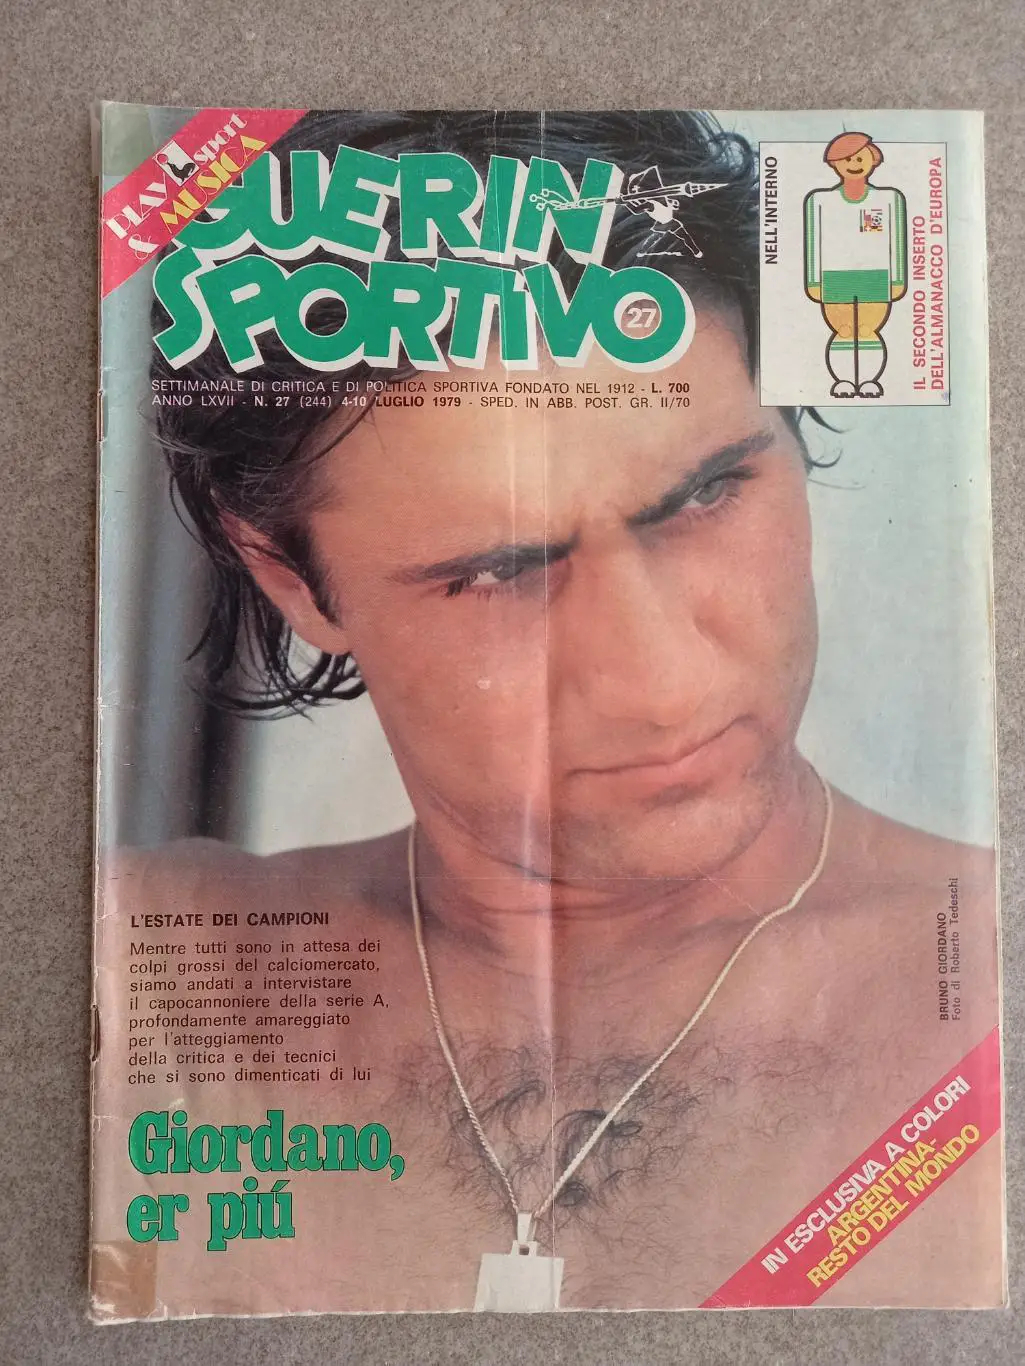 PLAY sport
& MUSICA
GUERIN
SPORTIVO
27
SETTIMANALE DI CRITICA E DI POLITICA SPORTIVA FONDATO NEL 1912 - L. 700
ANNO LXVII - N. 27 (244) 4-10 LUGLIO 1979 - SPED. IN ABB. POST. GR. II/70
NELL'INTERNO
IL SECONDO INSERTO
DELL'ALMANACCO D'EUROPA
L'ESTATE DEI CAMPIONI
Mentre tutti sono in attesa dei
colpi grossi del calciomercato,
siamo andati a intervistare
il capocannoniere della serie A,
profondamente amareggiato
per l'atteggiamento
della critica e dei tecnici
che si sono dimenticati di lui
Giordano,
er piú
BRUNO GIORDANO
Foto di Roberto Tedeschi
IN ESCLUSIVA A COLORI
ARGENTINA-
RESTO DEL MONDO